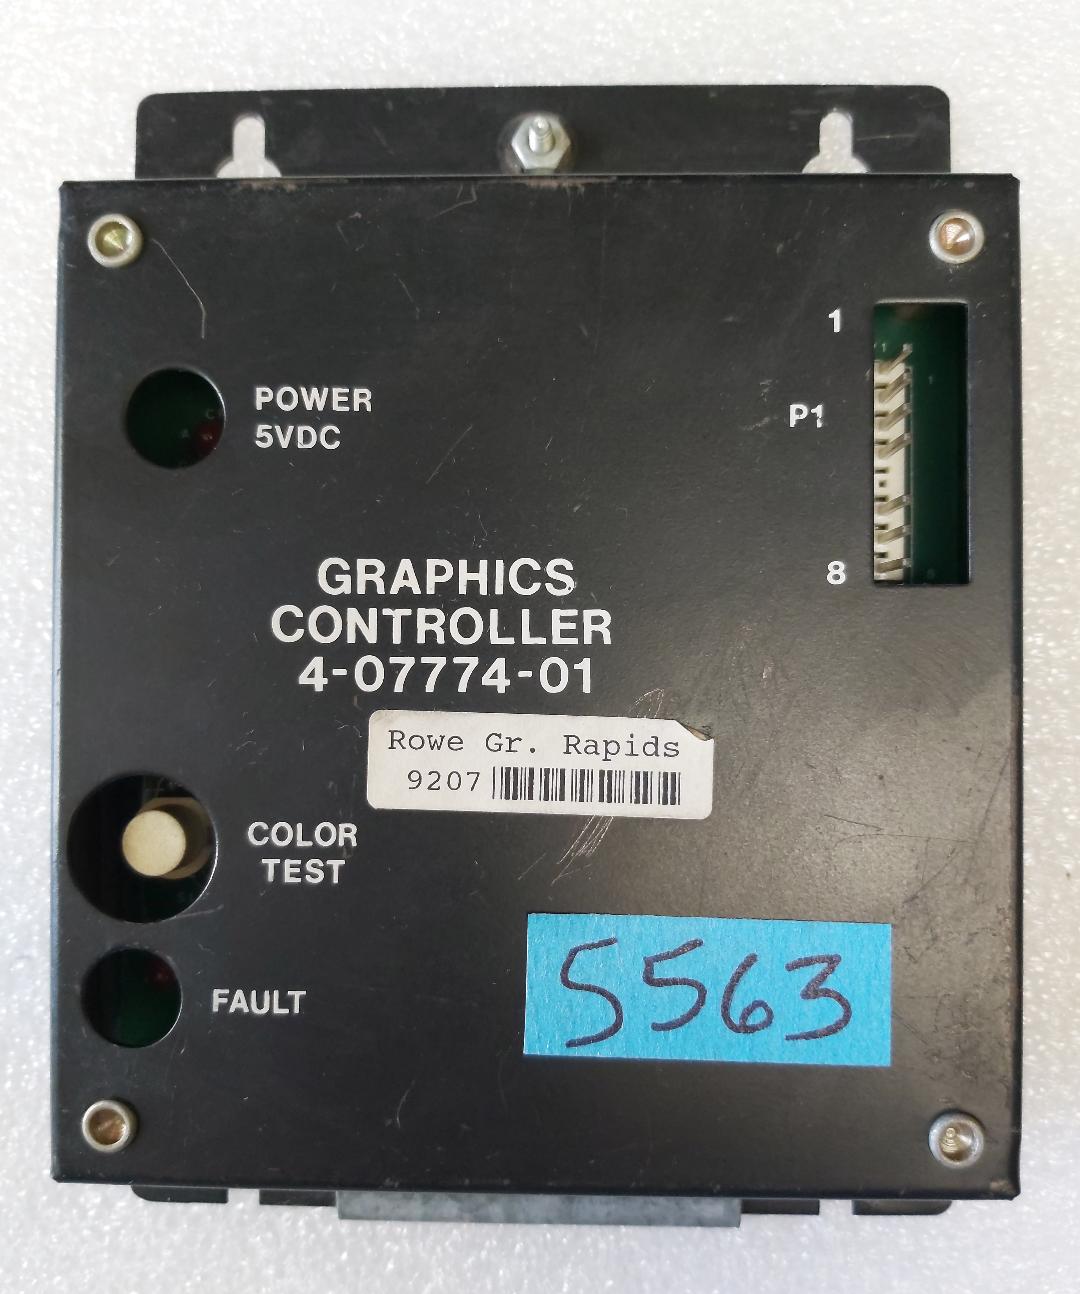 1
POWER
5VDC
P1
GRAPHICS
CONTROLLER
4-07774-01
8
Rowe Gr. Rapids
9207
COLOR
TEST
5563
FAULT